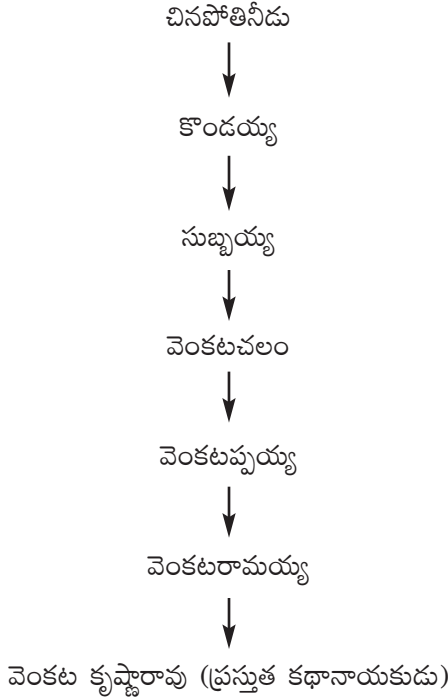 చినపోతినీడు
కొండయ్య
సుబ్బయ్య
వెంకటచలం
వెంకటప్పయ్య
వెంకటరామయ్య
వెంకట కృష్ణారావు (ప్రస్తుత కథానాయకుడు)